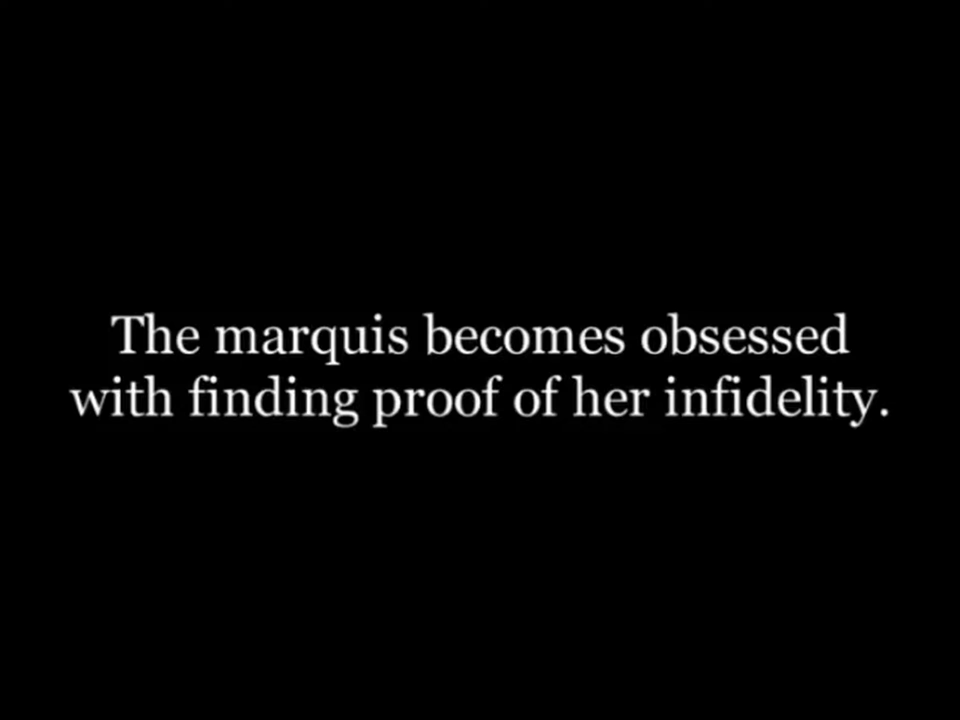 The marquis becomes obsessed
with finding proof of her infidelity.